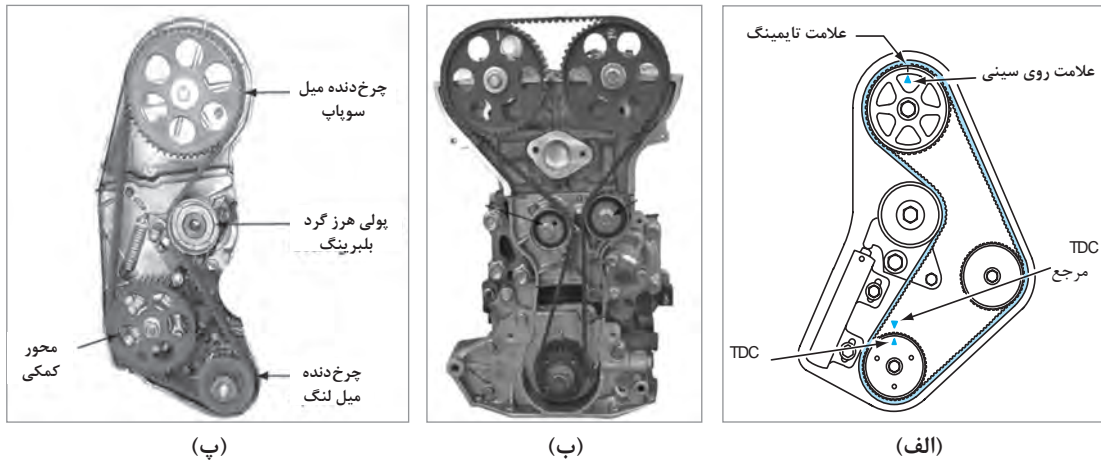 علامت تایمینگ
علامت روی سینی
TDC
مرجع
TDC
(الف)
(ب)
چرخ‌دنده میل
سوپاپ
پولی هرز گرد
بلبرینگ
محور
کمکی
چرخ‌دنده
میل لنگ
(پ)